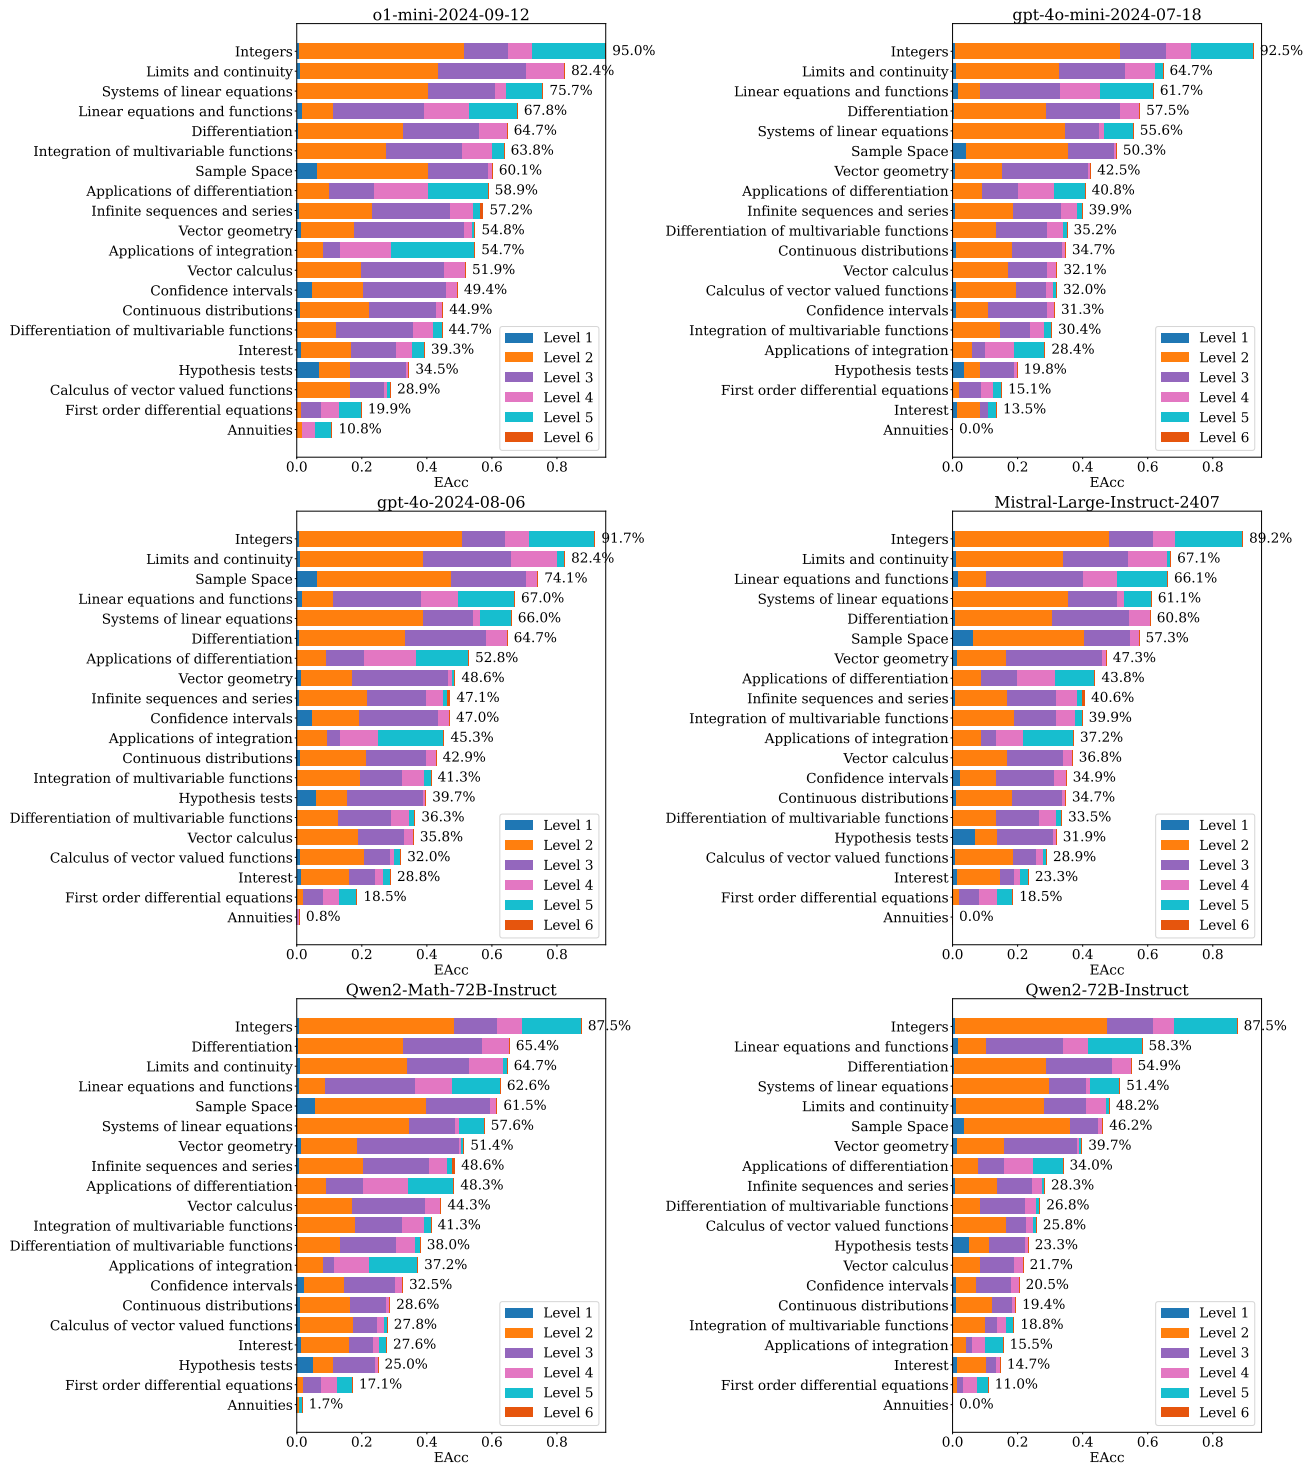 o1-mini-2024-09-12
Integers 95.0%
Limits and continuity 82.4%
Systems of linear equations 75.7%
Linear equations and functions 67.8%
Differentiation 64.7%
Integration of multivariable functions 63.8%
Sample Space 60.1%
Applications of differentiation 58.9%
Infinite sequences and series 57.2%
Vector geometry 54.8%
Applications of integration 54.7%
Vector calculus 51.9%
Confidence intervals 49.4%
Continuous distributions 44.9%
Differentiation of multivariable functions 44.7%
Interest 39.3%
Hypothesis tests 34.5%
Calculus of vector valued functions 28.9%
First order differential equations 19.9%
Annuities 10.8%
Level 1
Level 2
Level 3
Level 4
Level 5
Level 6
0.0 0.2 0.4 0.6 0.8
EAcc
gpt-4o-mini-2024-07-18
Integers 92.5%
Limits and continuity 64.7%
Linear equations and functions 61.7%
Differentiation 57.5%
Systems of linear equations 55.6%
Sample Space 50.3%
Vector geometry 42.5%
Applications of differentiation 40.8%
Infinite sequences and series 39.9%
Differentiation of multivariable functions 35.2%
Continuous distributions 34.7%
Vector calculus 32.1%
Calculus of vector valued functions 32.0%
Confidence intervals 31.3%
Integration of multivariable functions 30.4%
Applications of integration 28.4%
Hypothesis tests 19.8%
First order differential equations 15.1%
Interest 13.5%
Annuities 0.0%
Level 1
Level 2
Level 3
Level 4
Level 5
Level 6
0.0 0.2 0.4 0.6 0.8
EAcc
gpt-4o-2024-08-06
Integers 91.7%
Limits and continuity 82.4%
Sample Space 74.1%
Linear equations and functions 67.0%
Systems of linear equations 66.0%
Differentiation 64.7%
Applications of differentiation 52.8%
Vector geometry 48.6%
Infinite sequences and series 47.1%
Confidence intervals 47.0%
Applications of integration 45.3%
Continuous distributions 42.9%
Integration of multivariable functions 41.3%
Hypothesis tests 39.7%
Differentiation of multivariable functions 36.3%
Vector calculus 35.8%
Calculus of vector valued functions 32.0%
Interest 28.8%
First order differential equations 18.5%
Annuities 0.8%
Level 1
Level 2
Level 3
Level 4
Level 5
Level 6
0.0 0.2 0.4 0.6 0.8
EAcc
Mistral-Large-Instruct-2407
Integers 89.2%
Limits and continuity 67.1%
Linear equations and functions 66.1%
Systems of linear equations 61.1%
Differentiation 60.8%
Sample Space 57.3%
Vector geometry 47.3%
Applications of differentiation 43.8%
Infinite sequences and series 40.6%
Integration of multivariable functions 39.9%
Applications of integration 37.2%
Vector calculus 36.8%
Confidence intervals 34.9%
Continuous distributions 34.7%
Differentiation of multivariable functions 33.5%
Hypothesis tests 31.9%
Calculus of vector valued functions 28.9%
Interest 23.3%
First order differential equations 18.5%
Annuities 0.0%
Level 1
Level 2
Level 3
Level 4
Level 5
Level 6
0.0 0.2 0.4 0.6 0.8
EAcc
Qwen2-Math-72B-Instruct
Integers 87.5%
Differentiation 65.4%
Limits and continuity 64.7%
Linear equations and functions 62.6%
Sample Space 61.5%
Systems of linear equations 57.6%
Vector geometry 51.4%
Infinite sequences and series 48.6%
Applications of differentiation 48.3%
Vector calculus 44.3%
Integration of multivariable functions 41.3%
Differentiation of multivariable functions 38.0%
Applications of integration 37.2%
Confidence intervals 32.5%
Continuous distributions 28.6%
Calculus of vector valued functions 27.8%
Interest 27.6%
Hypothesis tests 25.0%
First order differential equations 17.1%
Annuities 1.7%
Level 1
Level 2
Level 3
Level 4
Level 5
Level 6
0.0 0.2 0.4 0.6 0.8
EAcc
Qwen2-72B-Instruct
Integers 87.5%
Linear equations and functions 58.3%
Differentiation 54.9%
Systems of linear equations 51.4%
Limits and continuity 48.2%
Sample Space 46.2%
Vector geometry 39.7%
Applications of differentiation 34.0%
Infinite sequences and series 28.3%
Differentiation of multivariable functions 26.8%
Calculus of vector valued functions 25.8%
Hypothesis tests 23.3%
Vector calculus 21.7%
Confidence intervals 20.5%
Continuous distributions 19.4%
Integration of multivariable functions 18.8%
Applications of integration 15.5%
Interest 14.7%
First order differential equations 11.0%
Annuities 0.0%
Level 1
Level 2
Level 3
Level 4
Level 5
Level 6
0.0 0.2 0.4 0.6 0.8
EAcc